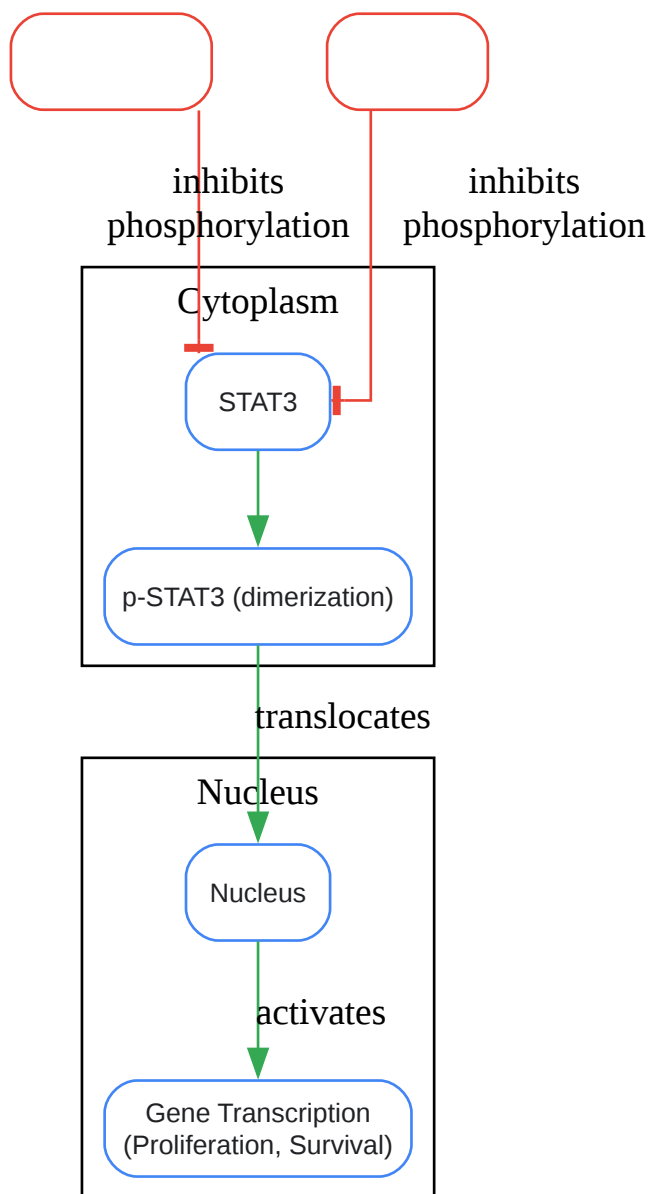 inhibits
phosphorylation
inhibits
phosphorylation
Cytoplasm
STAT3
p-STAT3 (dimerization)
translocates
Nucleus
Nucleus
activates
Gene Transcription
(Proliferation, Survival)